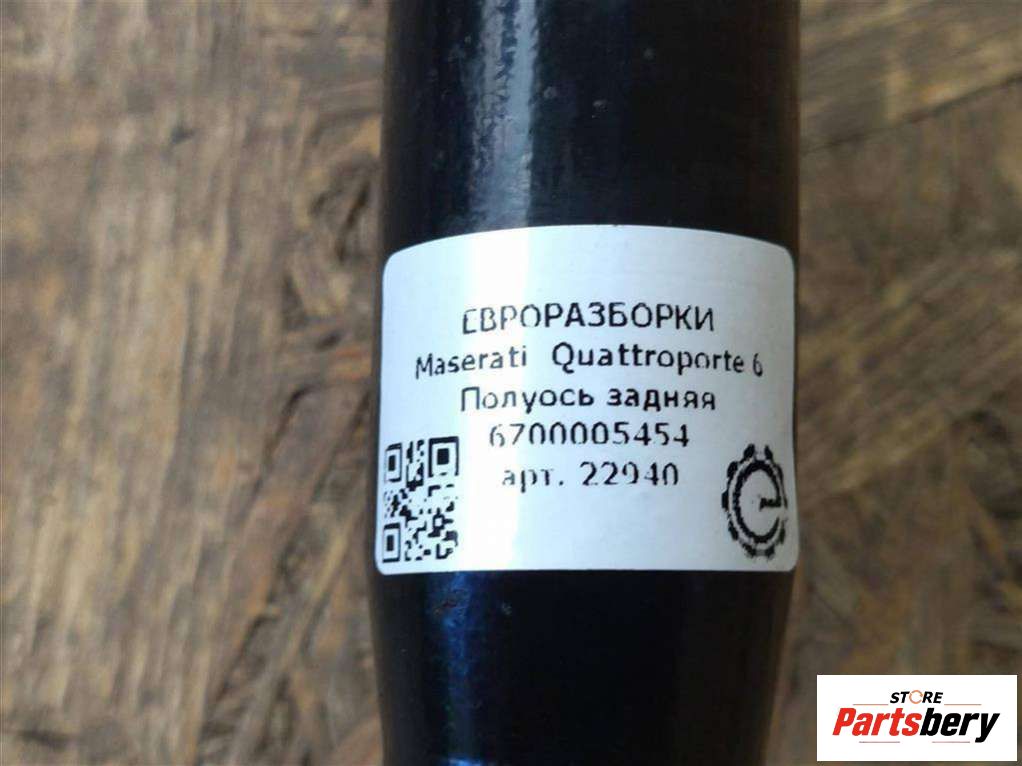 ЕВРОРАЗБОРКИ
Maserati Quattroporte 6
Полуось задняя
6700005454
арт. 22940
STORE
Partsbery